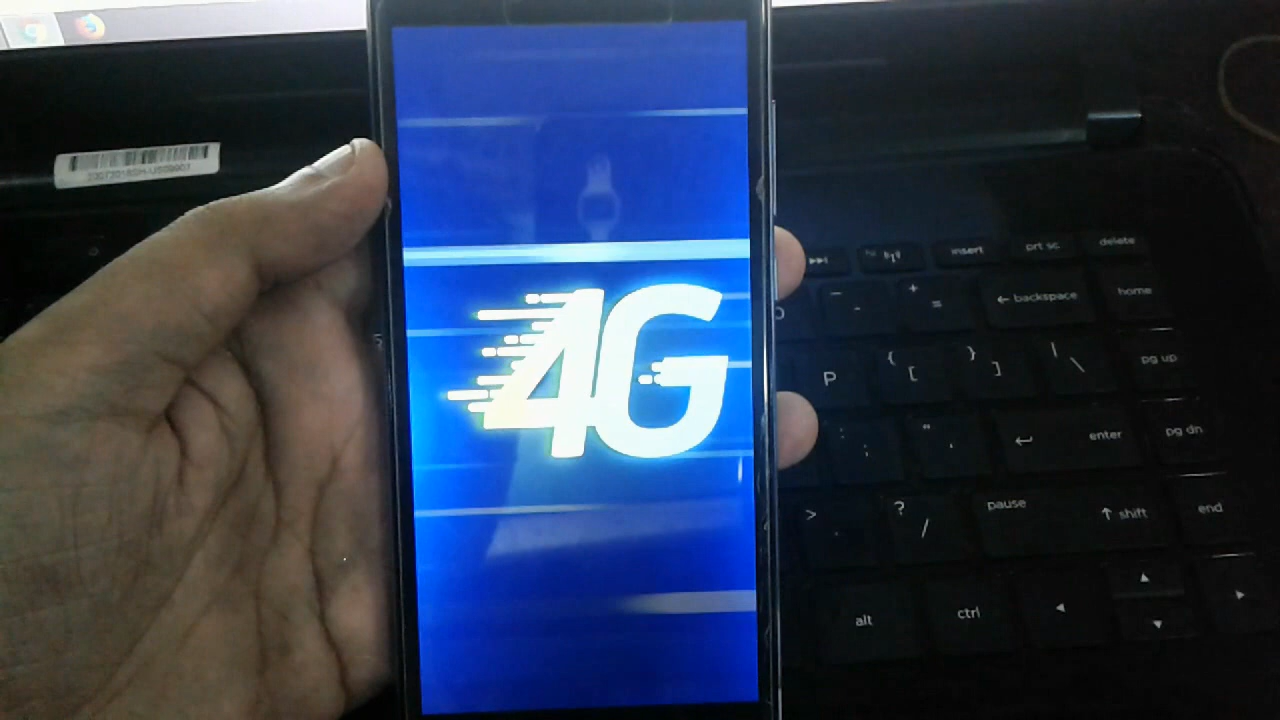 4G
insert
prt sc
delete
+
=
← backspace
home
P
{
[
}
]
|
\
pg up
:
;
"
'
↵ enter
pg dn
>
.
?
/
pause
↑ shift
end
alt
ctrl